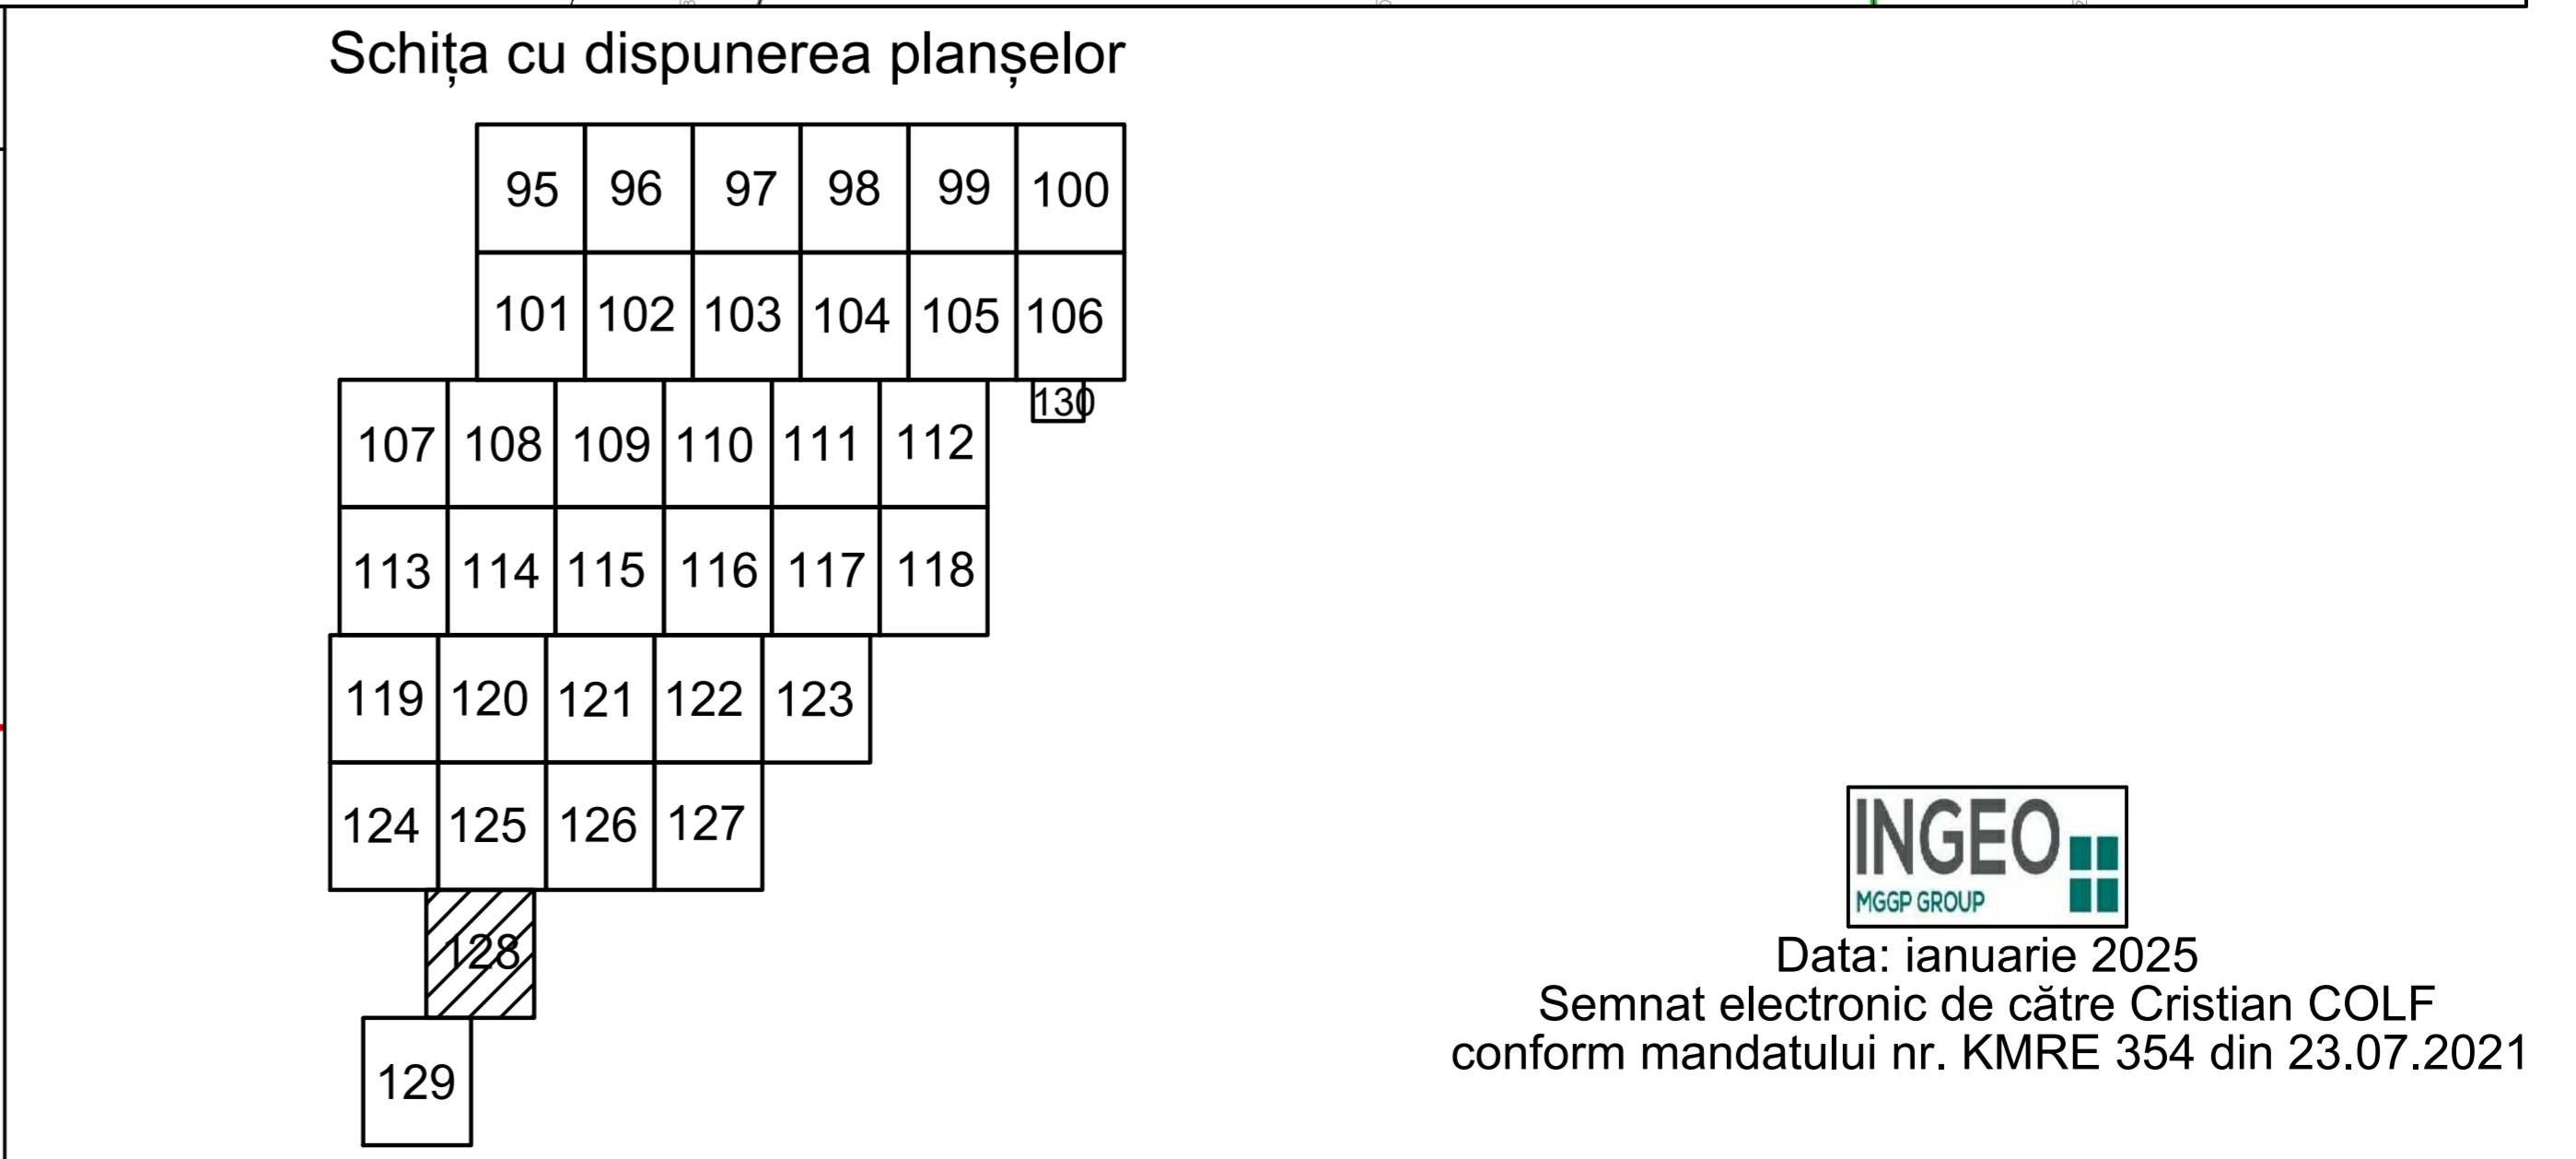 Schița cu dispunerea planșelor
95 96 97 98 99 100
101 102 103 104 105 106
130
107 108 109 110 111 112
113 114 115 116 117 118
119 120 121 122 123
124 125 126 127
128
129
INGEO
MGGP GROUP
Data: ianuarie 2025
Semnat electronic de către Cristian COLF
conform mandatului nr. KMRE 354 din 23.07.2021